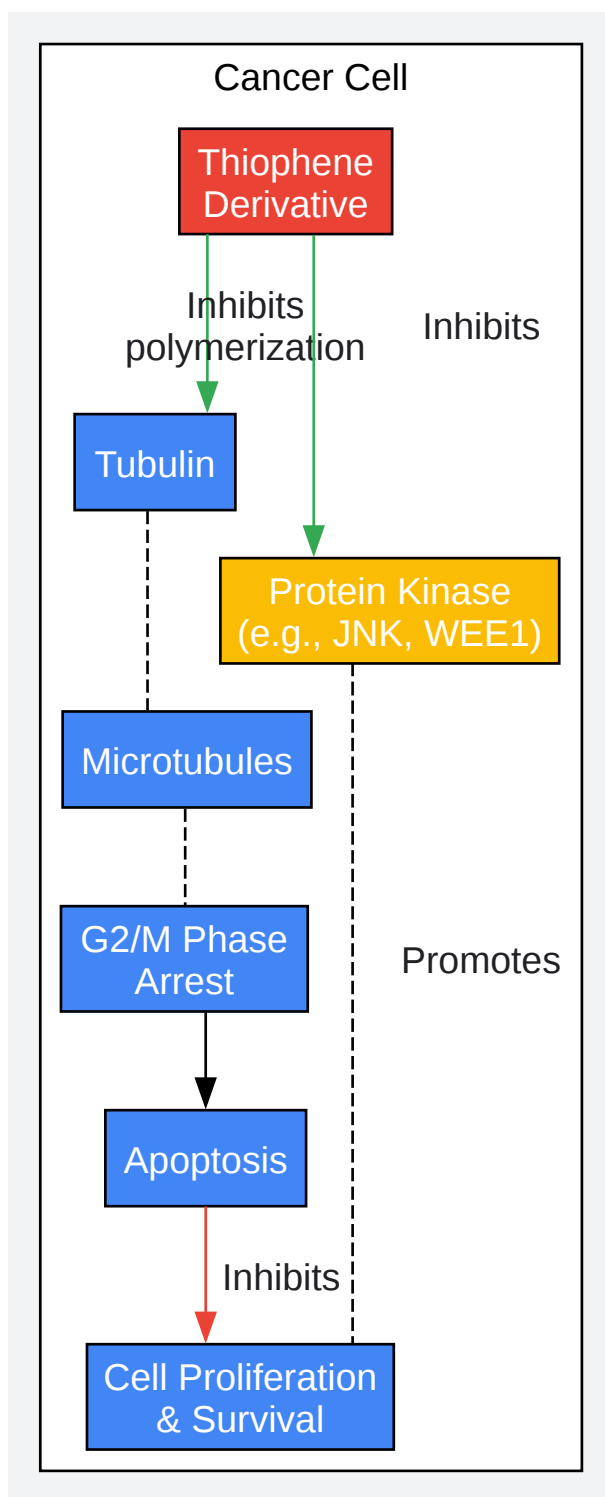 Cancer Cell
Thiophene
Derivative
Inhibits
polymerization
Inhibits
Tubulin
Protein Kinase
(e.g., JNK, WEE1)
Microtubules
G2/M Phase
Arrest
Promotes
Apoptosis
Inhibits
Cell Proliferation
& Survival